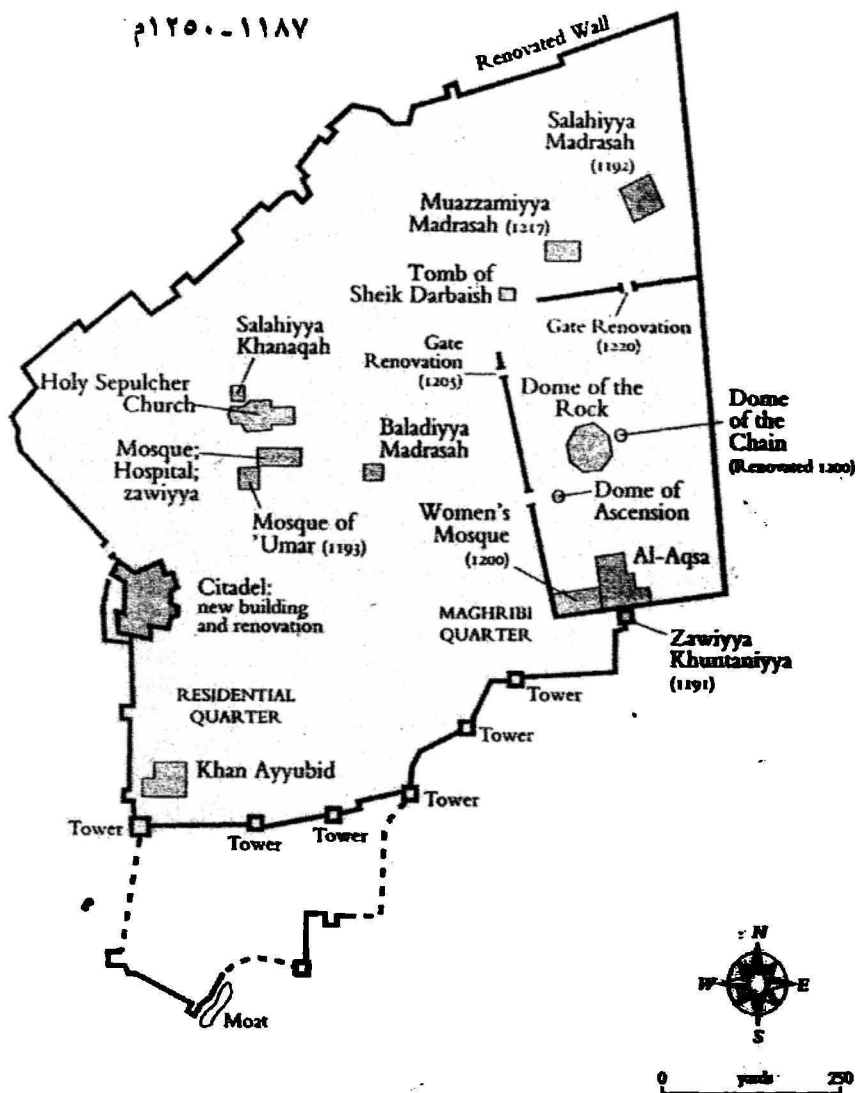 ١١٨٧ـ١٢٥٠م
Renovated Wall
Salahiyya
Madrasah
(1192)
Muazzamiyya
Madrasah (1217)
Tomb of
Sheik Darbaish
Gate Renovation
(1220)
Salahiyya
Khanaqah
Gate
Renovation
(1205)
Holy Sepulcher
Church
Dome of the
Rock
Dome
of the
Chain
(Renovated 1200)
Mosque;
Hospital;
zawiyya
Baladiyya
Madrasah
Mosque of
'Umar (1193)
Women's
Mosque
(1200)
Dome of
Ascension
Al-Aqsa
Citadel:
new building
and renovation
MAGHRIBI
QUARTER
Zawiyya
Khuntaniyya
(1191)
RESIDENTIAL
QUARTER
Tower
Tower
Khan Ayyubid
Tower
Tower
Tower
Tower
Moat
N
W E
S
0 yards 250